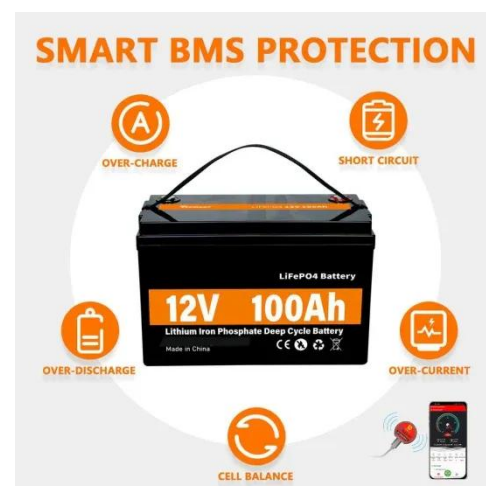 SMART BMS PROTECTION
OVER-CHARGE
SHORT CIRCUIT
LiFePO4 Battery
12V 100Ah
Lithium Iron Phosphate Deep Cycle Battery
Made in China
OVER-DISCHARGE
OVER-CURRENT
CELL BALANCE